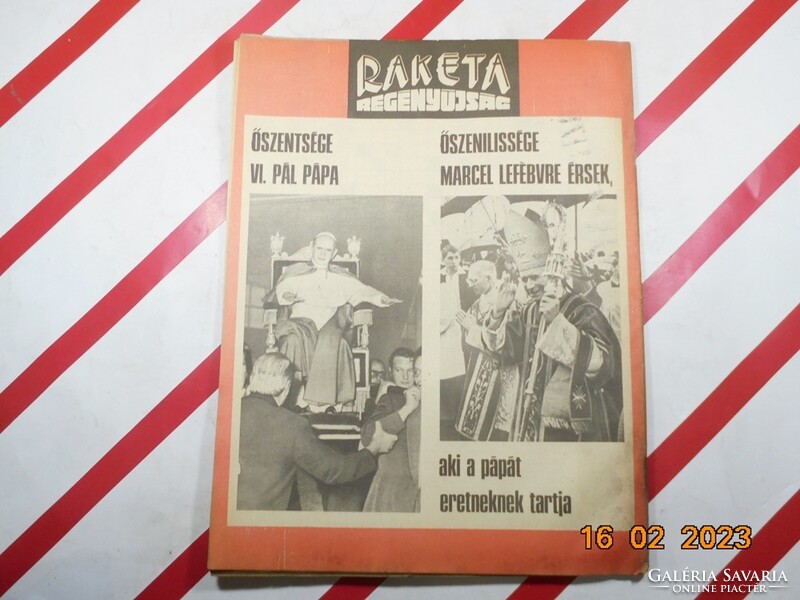 RAKÉTA
REGÉNYÚJSÁG
ŐSZENTSÉGE
VI. PÁL PÁPA
ŐSZENILISSÉGE
MARCEL LEFÈBVRE ÉRSEK,
aki a pápát
eretneknek tartja
16 02 2023
GALÉRIA SAVARIA
ONLINE PIACTÉR